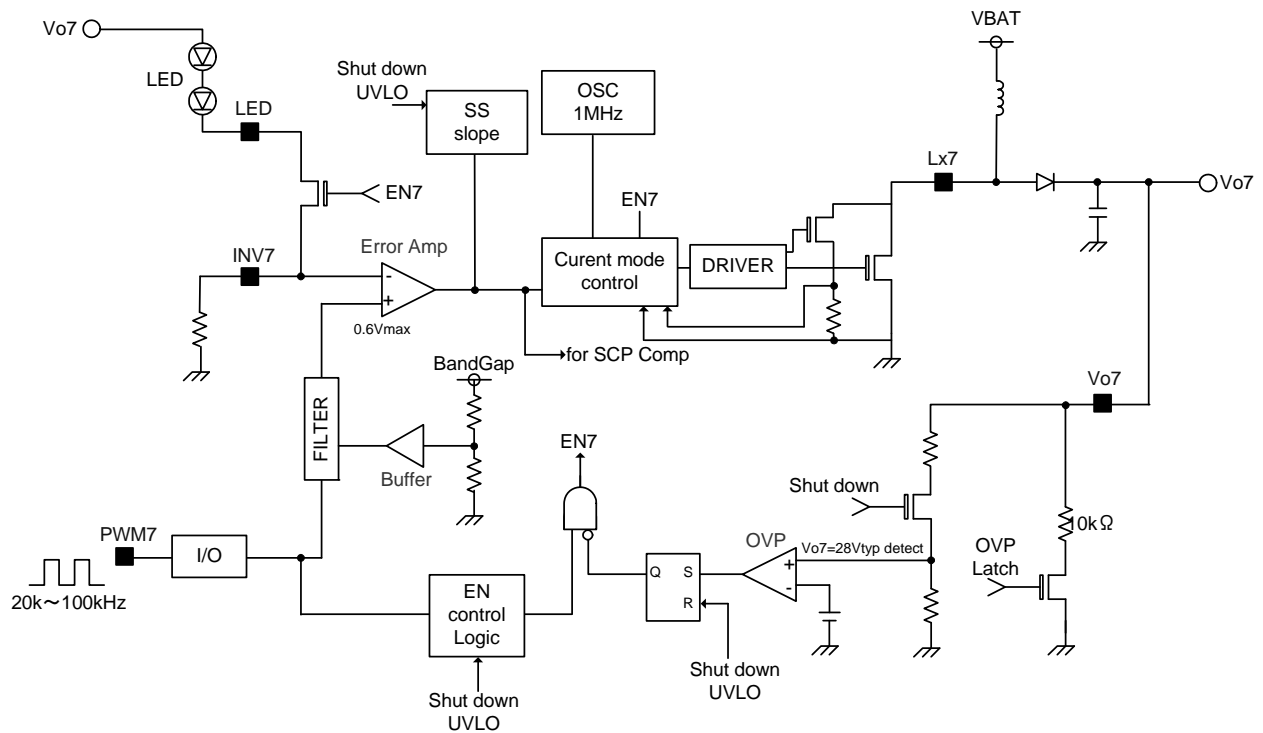 Vo7
LED
LED
Shut down
UVLO
SS
slope
OSC
1MHz
VBAT
Lx7
Vo7
EN7
EN7
INV7
Error Amp
-
+
0.6Vmax
Curent mode
control
DRIVER
for SCP Comp
BandGap
FILTER
Buffer
EN7
Vo7
Shut down
10kΩ
OVP
Latch
PWM7
I/O
20k～100kHz
EN
control
Logic
Shut down
UVLO
Q
S
R
Shut down
UVLO
OVP
+
-
Vo7=28Vtyp detect